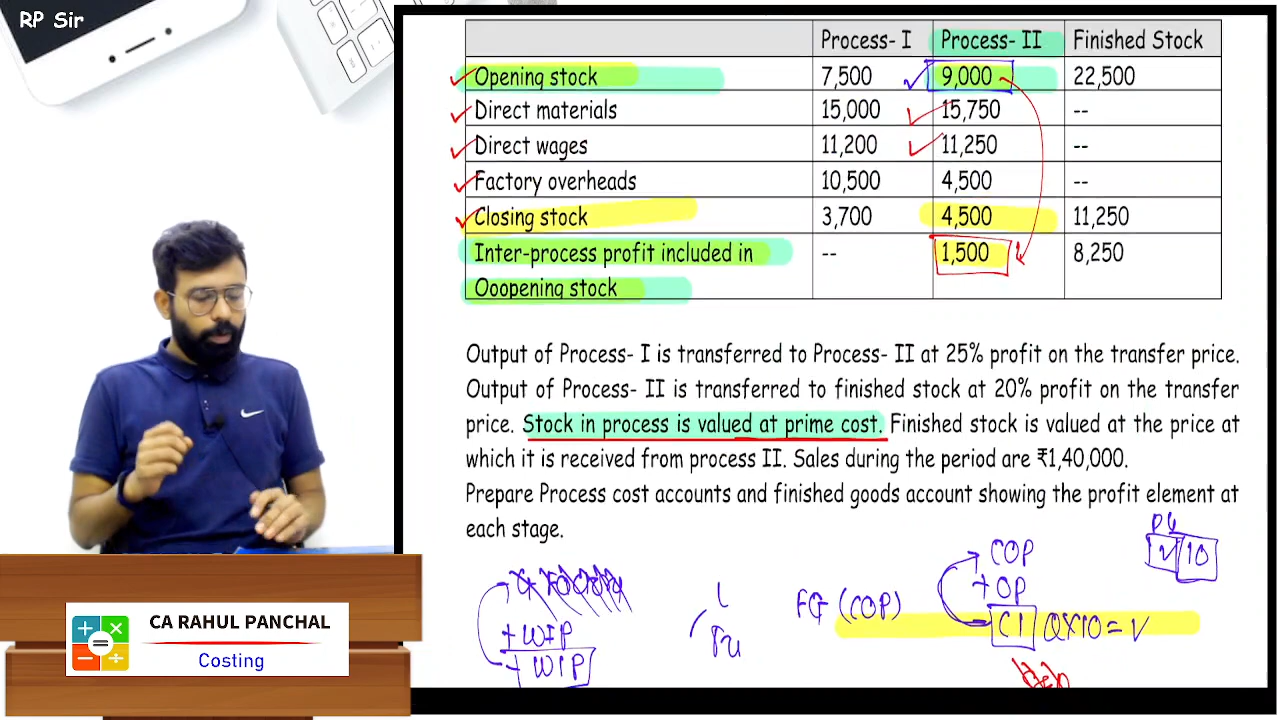 RP Sir
Process- I Process- II Finished Stock
Opening stock 7,500 9,000 22,500
Direct materials 15,000 15,750 --
Direct wages 11,200 11,250 --
Factory overheads 10,500 4,500 --
Closing stock 3,700 4,500 11,250
Inter-process profit included in -- 1,500 8,250
Ooopening stock
Output of Process- I is transferred to Process- II at 25% profit on the transfer price.
Output of Process- II is transferred to finished stock at 20% profit on the transfer
price. Stock in process is valued at prime cost. Finished stock is valued at the price at
which it is received from process II. Sales during the period are ₹1,40,000.
Prepare Process cost accounts and finished goods account showing the profit element at
each stage.
COP
+ OP
10
FG (COP)
Cl Q×10 = V
+ WIP
- WIP
CA RAHUL PANCHAL
Costing